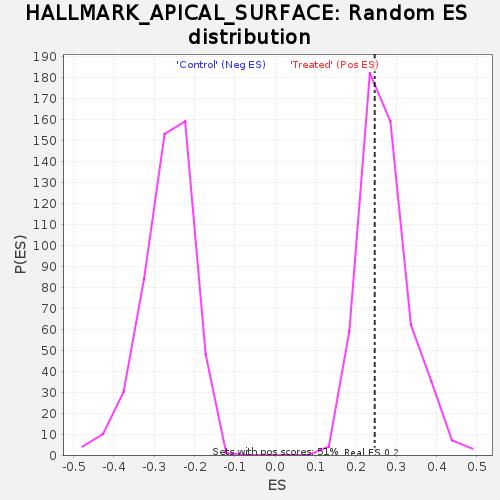 HALLMARK_APICAL_SURFACE: Random ES
distribution
'Control' (Neg ES) 'Treated' (Pos ES)
190
180
170
160
150
140
130
120
110
100
90
80
70
60
50
40
30
20
10
0
P(ES)
Sets with pos scores: 51% Real ES 0.2
-0.5 -0.4 -0.3 -0.2 -0.1 0.0 0.1 0.2 0.3 0.4 0.5
ES